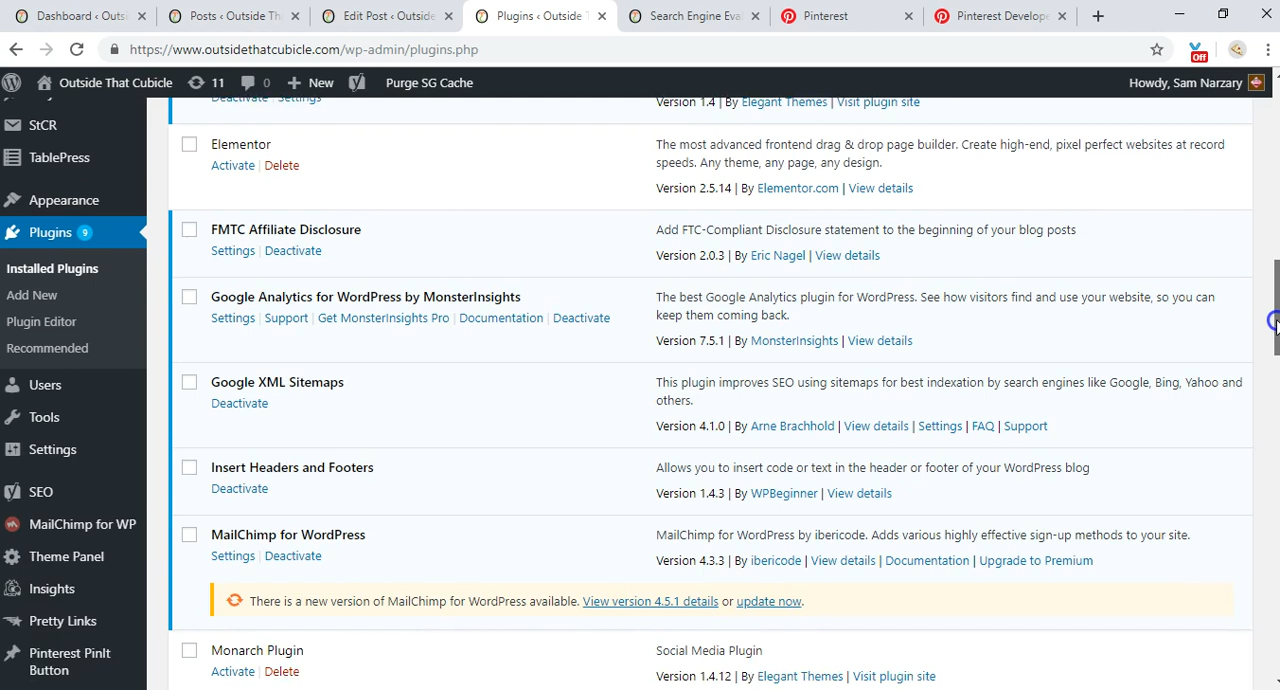 Dashboard ‹ Outsi
Posts ‹ Outside Th
Edit Post ‹ Outside
Plugins ‹ Outside T
Search Engine Eva
Pinterest
Pinterest Develope
https://www.outsidethatcubicle.com/wp-admin/plugins.php
Off
Outside That Cubicle
11
0
New
Purge SG Cache
Howdy, Sam Narzary
StCR
TablePress
Appearance
Plugins 9
Installed Plugins
Add New
Plugin Editor
Recommended
Users
Tools
Settings
SEO
MailChimp for WP
Theme Panel
Insights
Pretty Links
Pinterest PinIt
Button
Deactivate | Settings
Version 1.4 | By Elegant Themes | Visit plugin site
Elementor
Activate | Delete
The most advanced frontend drag & drop page builder. Create high-end, pixel perfect websites at record
speeds. Any theme, any page, any design.
Version 2.5.14 | By Elementor.com | View details
FMTC Affiliate Disclosure
Settings | Deactivate
Add FTC-Compliant Disclosure statement to the beginning of your blog posts
Version 2.0.3 | By Eric Nagel | View details
Google Analytics for WordPress by MonsterInsights
Settings | Support | Get MonsterInsights Pro | Documentation | Deactivate
The best Google Analytics plugin for WordPress. See how visitors find and use your website, so you can
keep them coming back.
Version 7.5.1 | By MonsterInsights | View details
Google XML Sitemaps
Deactivate
This plugin improves SEO using sitemaps for best indexation by search engines like Google, Bing, Yahoo and
others.
Version 4.1.0 | By Arne Brachhold | View details | Settings | FAQ | Support
Insert Headers and Footers
Deactivate
Allows you to insert code or text in the header or footer of your WordPress blog
Version 1.4.3 | By WPBeginner | View details
MailChimp for WordPress
Settings | Deactivate
MailChimp for WordPress by ibericode. Adds various highly effective sign-up methods to your site.
Version 4.3.3 | By ibericode | View details | Documentation | Upgrade to Premium
There is a new version of MailChimp for WordPress available. View version 4.5.1 details or update now.
Monarch Plugin
Activate | Delete
Social Media Plugin
Version 1.4.12 | By Elegant Themes | Visit plugin site